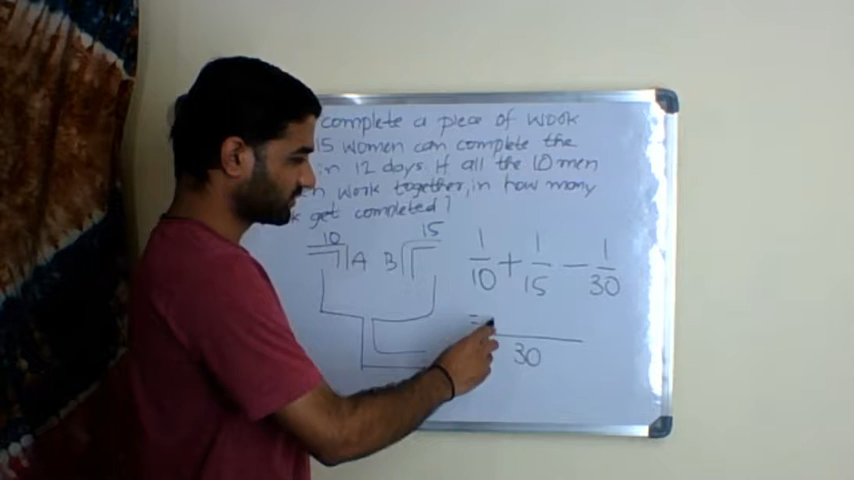 complete a piece of work
15 women can complete the
in 12 days. If all the 10 men
work together, in how many
get completed?
10 A B 15
1/10 + 1/15 − 1/30
=
30